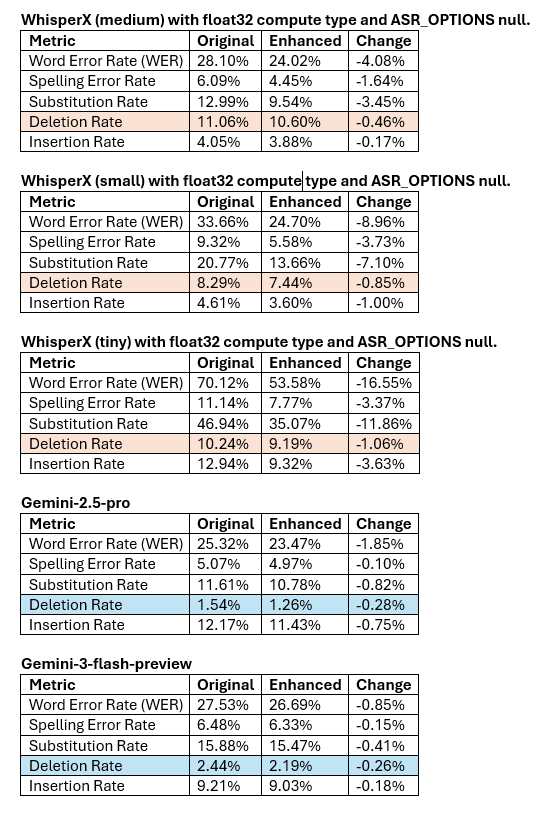 WhisperX (medium) with float32 compute type and ASR_OPTIONS null.
Metric Original Enhanced Change
Word Error Rate (WER) 28.10% 24.02% -4.08%
Spelling Error Rate 6.09% 4.45% -1.64%
Substitution Rate 12.99% 9.54% -3.45%
Deletion Rate 11.06% 10.60% -0.46%
Insertion Rate 4.05% 3.88% -0.17%
WhisperX (small) with float32 compute type and ASR_OPTIONS null.
Metric Original Enhanced Change
Word Error Rate (WER) 33.66% 24.70% -8.96%
Spelling Error Rate 9.32% 5.58% -3.73%
Substitution Rate 20.77% 13.66% -7.10%
Deletion Rate 8.29% 7.44% -0.85%
Insertion Rate 4.61% 3.60% -1.00%
WhisperX (tiny) with float32 compute type and ASR_OPTIONS null.
Metric Original Enhanced Change
Word Error Rate (WER) 70.12% 53.58% -16.55%
Spelling Error Rate 11.14% 7.77% -3.37%
Substitution Rate 46.94% 35.07% -11.86%
Deletion Rate 10.24% 9.19% -1.06%
Insertion Rate 12.94% 9.32% -3.63%
Gemini-2.5-pro
Metric Original Enhanced Change
Word Error Rate (WER) 25.32% 23.47% -1.85%
Spelling Error Rate 5.07% 4.97% -0.10%
Substitution Rate 11.61% 10.78% -0.82%
Deletion Rate 1.54% 1.26% -0.28%
Insertion Rate 12.17% 11.43% -0.75%
Gemini-3-flash-preview
Metric Original Enhanced Change
Word Error Rate (WER) 27.53% 26.69% -0.85%
Spelling Error Rate 6.48% 6.33% -0.15%
Substitution Rate 15.88% 15.47% -0.41%
Deletion Rate 2.44% 2.19% -0.26%
Insertion Rate 9.21% 9.03% -0.18%